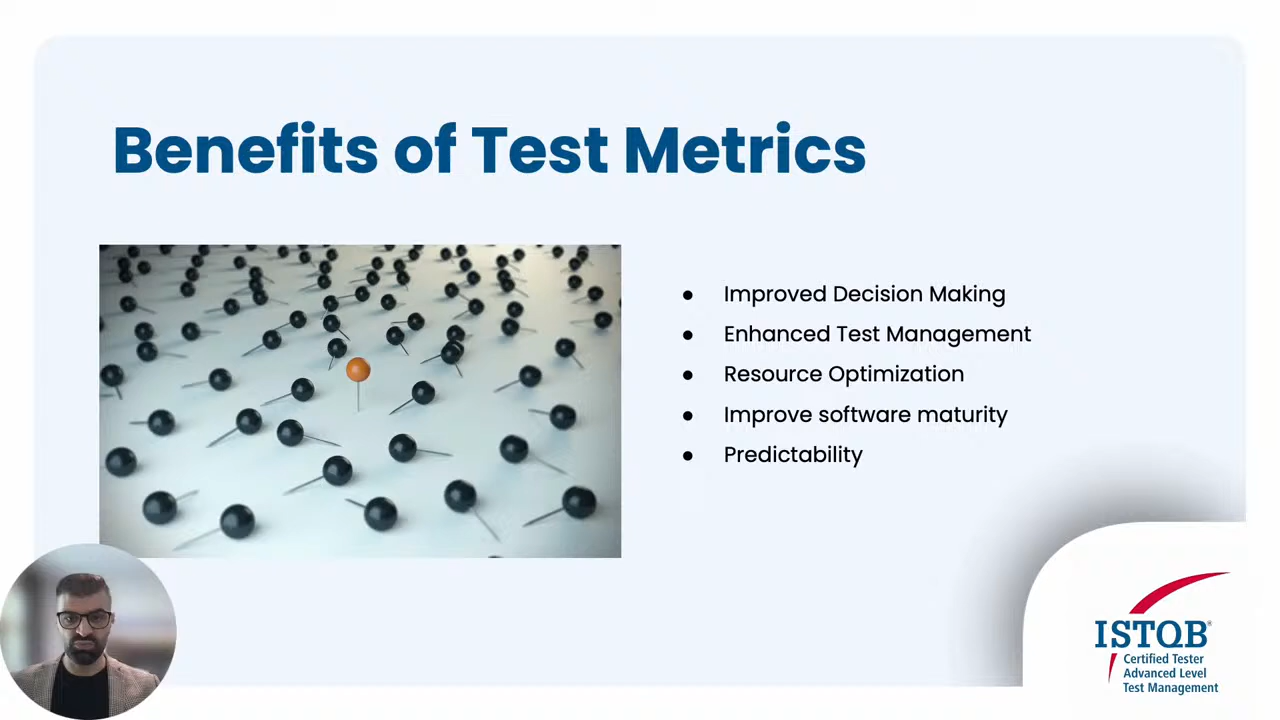 Benefits of Test Metrics
● Improved Decision Making
● Enhanced Test Management
● Resource Optimization
● Improve software maturity
● Predictability
ISTQB®
Certified Tester
Advanced Level
Test Management